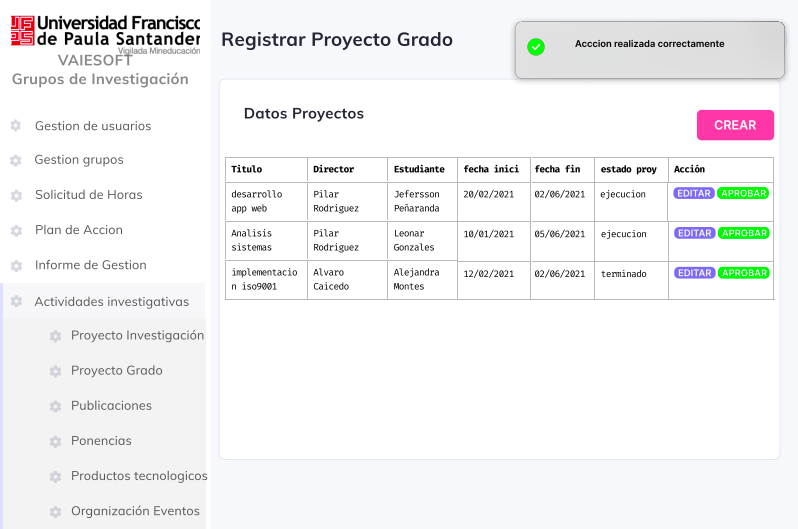 Universidad Francisco
de Paula Santander
Vigilada Mineducación
VAIESOFT
Grupos de Investigación
Gestion de usuarios
Gestion grupos
Solicitud de Horas
Plan de Accion
Informe de Gestion
Actividades investigativas
Proyecto Investigación
Proyecto Grado
Publicaciones
Ponencias
Productos tecnologicos
Organización Eventos
Registrar Proyecto Grado
Acccion realizada correctamente
Datos Proyectos
CREAR
Titulo Director Estudiante fecha inici fecha fin estado proy Acción
desarrollo Pilar Jefersson 20/02/2021 02/06/2021 ejecucion EDITAR APROBAR
app web Rodriguez Peñaranda
Analisis Pilar Leonar 10/01/2021 05/06/2021 ejecucion EDITAR APROBAR
sistemas Rodriguez Gonzales
implementacio Alvaro Alejandra 12/02/2021 02/06/2021 terminado EDITAR APROBAR
n iso9001 Caicedo Montes